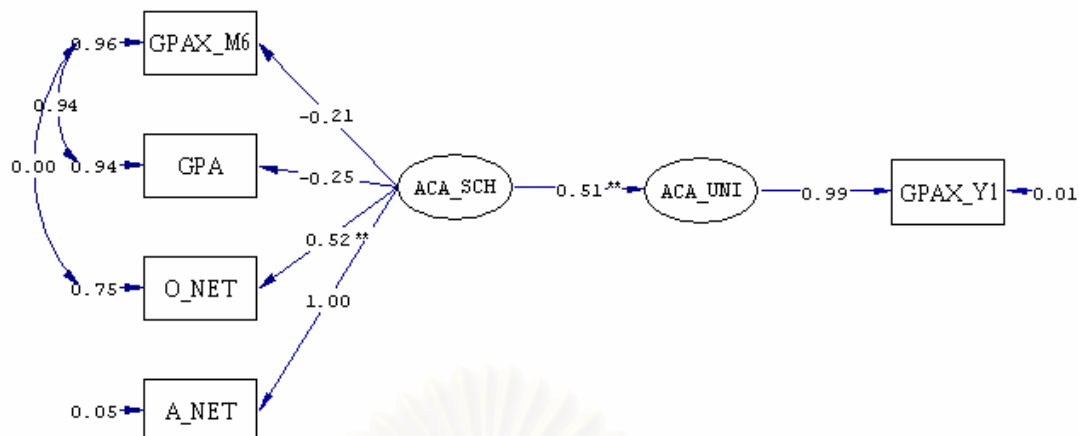 0.96 GPAX_M6
-0.21
0.94
0.00 0.94 GPA
-0.25 ACA_SCH 0.51** ACA_UNI 0.99 GPAX_Y1 0.01
0.52**
0.75 O_NET
1.00
0.05 A_NET